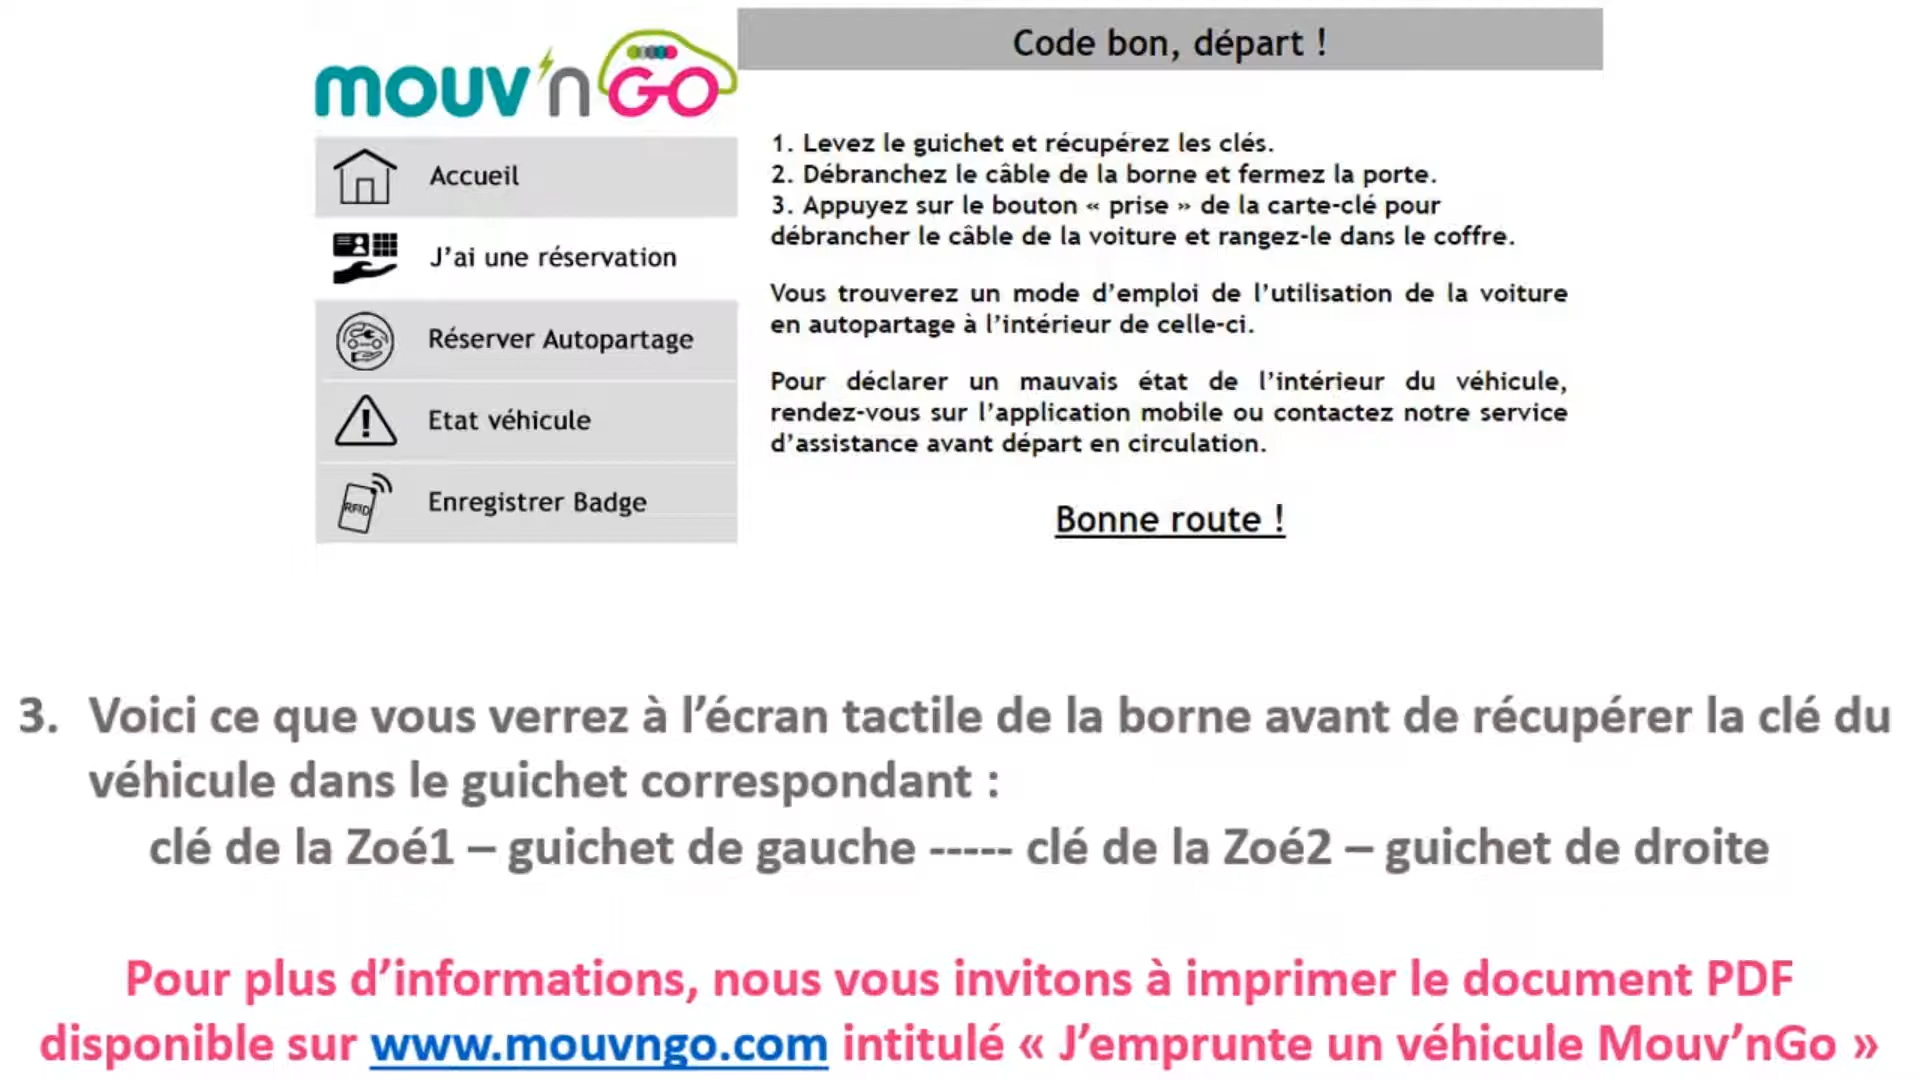 mouv'nGO
Accueil
J'ai une réservation
Réserver Autopartage
Etat véhicule
RFID
Enregistrer Badge
Code bon, départ !
1. Levez le guichet et récupérez les clés.
2. Débranchez le câble de la borne et fermez la porte.
3. Appuyez sur le bouton « prise » de la carte-clé pour
débrancher le câble de la voiture et rangez-le dans le coffre.
Vous trouverez un mode d'emploi de l'utilisation de la voiture
en autopartage à l'intérieur de celle-ci.
Pour déclarer un mauvais état de l'intérieur du véhicule,
rendez-vous sur l'application mobile ou contactez notre service
d'assistance avant départ en circulation.
Bonne route !
3. Voici ce que vous verrez à l'écran tactile de la borne avant de récupérer la clé du
véhicule dans le guichet correspondant :
clé de la Zoé1 – guichet de gauche ----- clé de la Zoé2 – guichet de droite
Pour plus d'informations, nous vous invitons à imprimer le document PDF
disponible sur www.mouvngo.com intitulé « J'emprunte un véhicule Mouv'nGo »